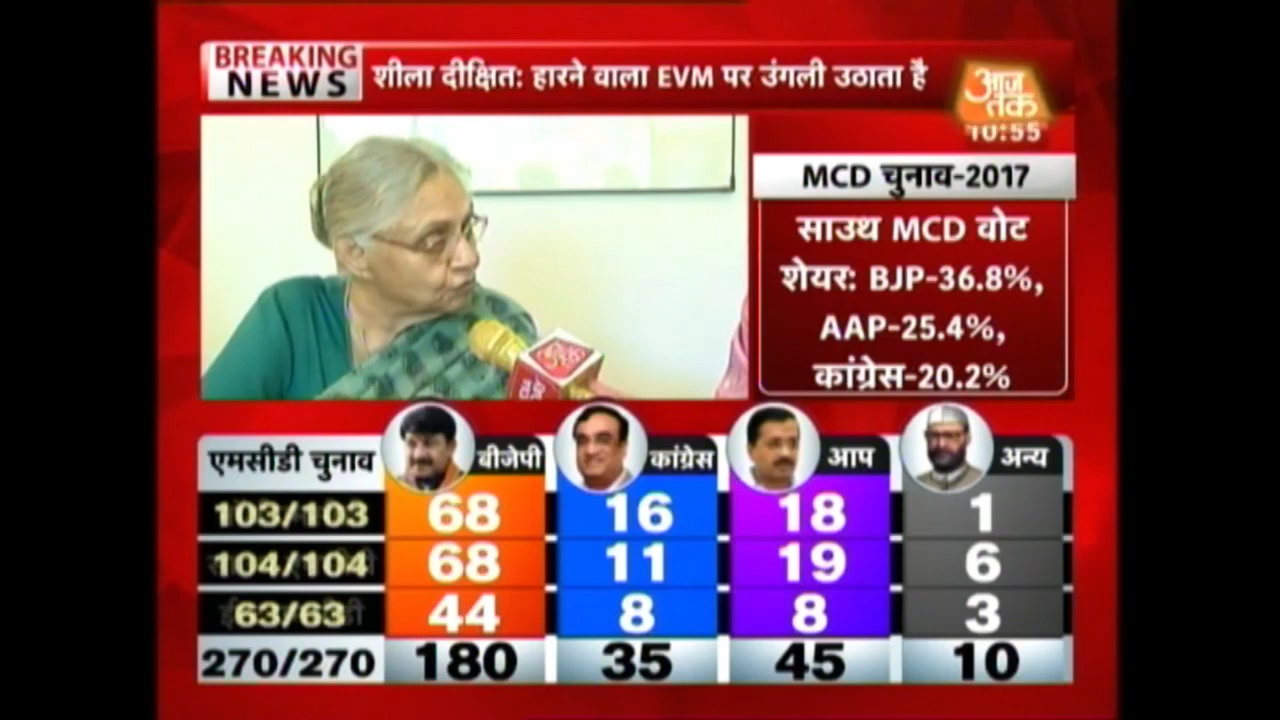 BREAKING NEWS
शीला दीक्षित: हारने वाला EVM पर उंगली उठाता है
आज तक
10:55
MCD चुनाव-2017
साउथ MCD वोट
शेयर: BJP-36.8%,
AAP-25.4%,
कांग्रेस-20.2%
एमसीडी चुनाव बीजेपी कांग्रेस आप अन्य
103/103 68 16 18 1
104/104 68 11 19 6
63/63 44 8 8 3
270/270 180 35 45 10